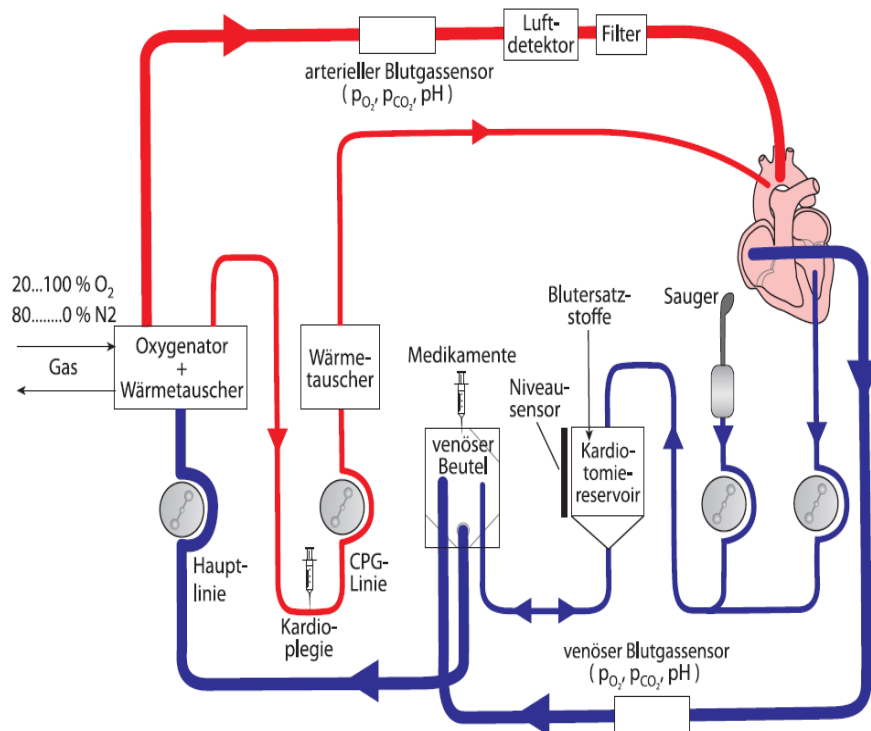 Luft-
detektor
Filter
arterieller Blutgassensor
( pO₂, pCO₂, pH )
20...100 % O₂
80........0 % N2
Gas
Oxygenator
+
Wärmetauscher
Wärme-
tauscher
Medikamente
venöser
Beutel
Niveau-
sensor
Blutersatz-
stoffe
Kardio-
tomie-
reservoir
Sauger
Haupt-
linie
CPG-
Linie
Kardio-
plegie
venöser Blutgassensor
( pO₂, pCO₂, pH )